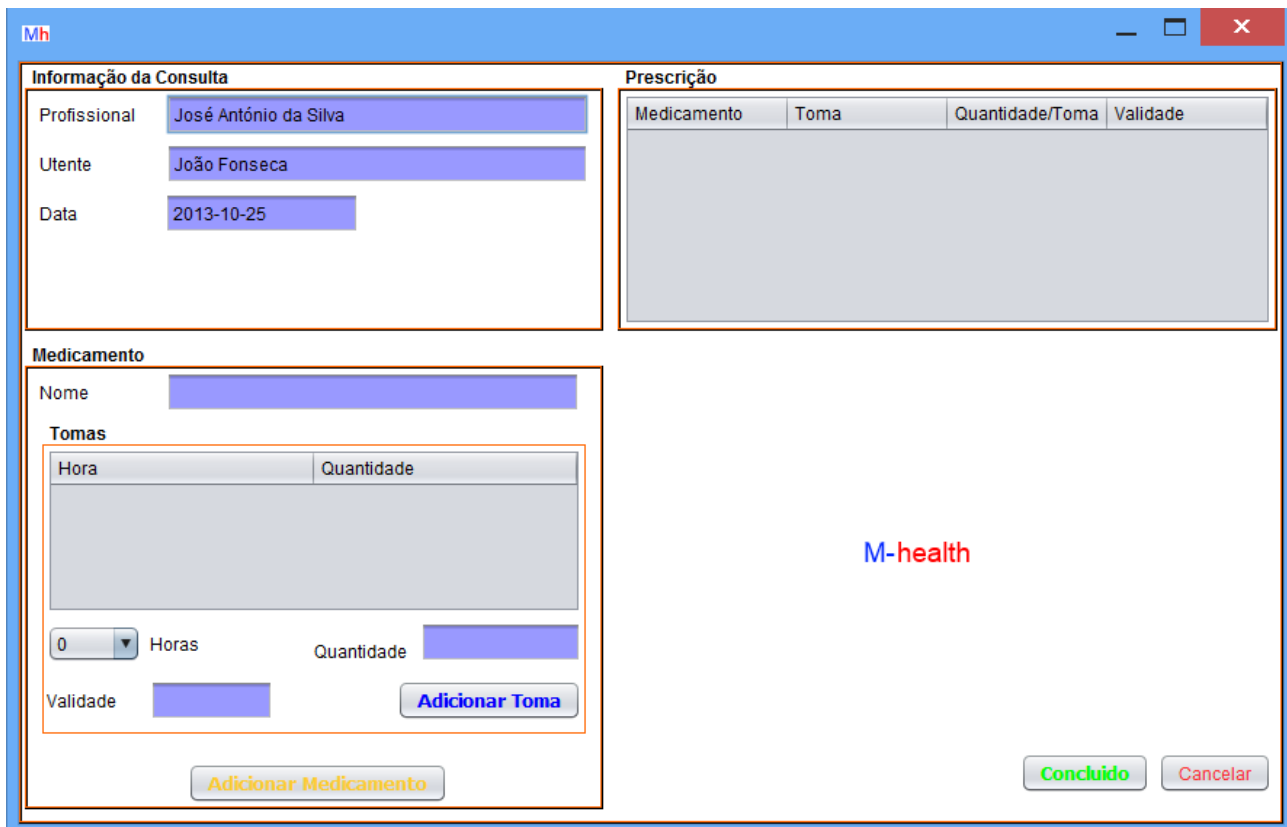 Mh
Informação da Consulta
Profissional José António da Silva
Utente João Fonseca
Data 2013-10-25
Prescrição
Medicamento Toma Quantidade/Toma Validade
Medicamento
Nome
Tomas
Hora Quantidade
0 Horas Quantidade
Validade Adicionar Toma
Adicionar Medicamento
M-health
Concluido Cancelar